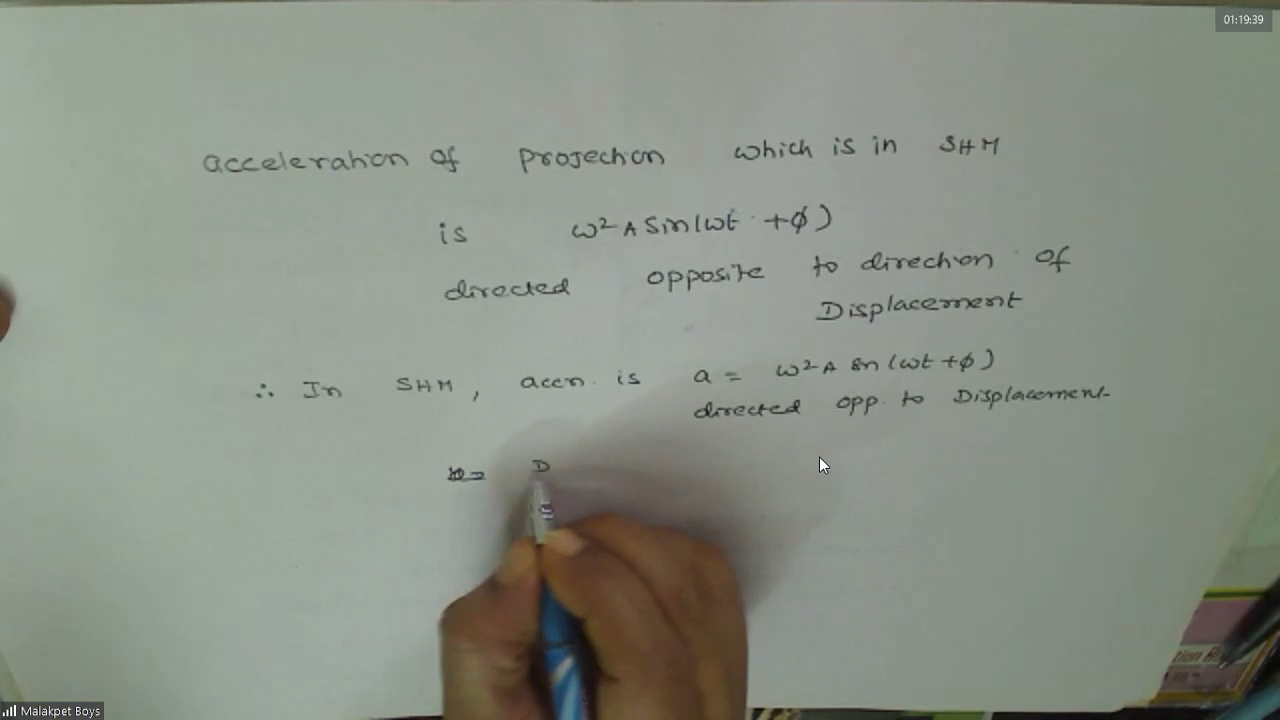 01:19:39
acceleration of projection which is in SHM
is ω²A Sin(ωt + ϕ)
directed opposite to direction of
Displacement
∴ In SHM, accn. is a = ω²A sn (ωt + ϕ)
directed opp. to Displacement.
D
Malakpet Boys